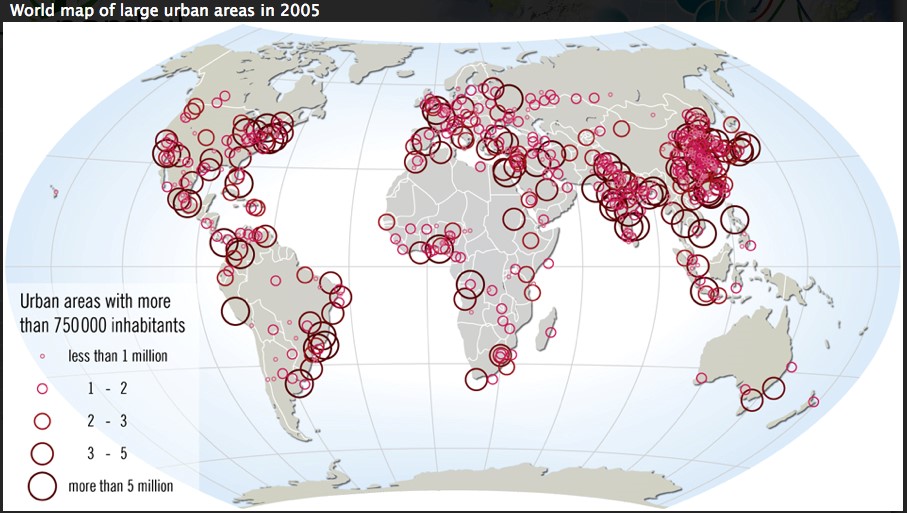 World map of large urban areas in 2005
Urban areas with more
than 750 000 inhabitants
less than 1 million
1 - 2
2 - 3
3 - 5
more than 5 million